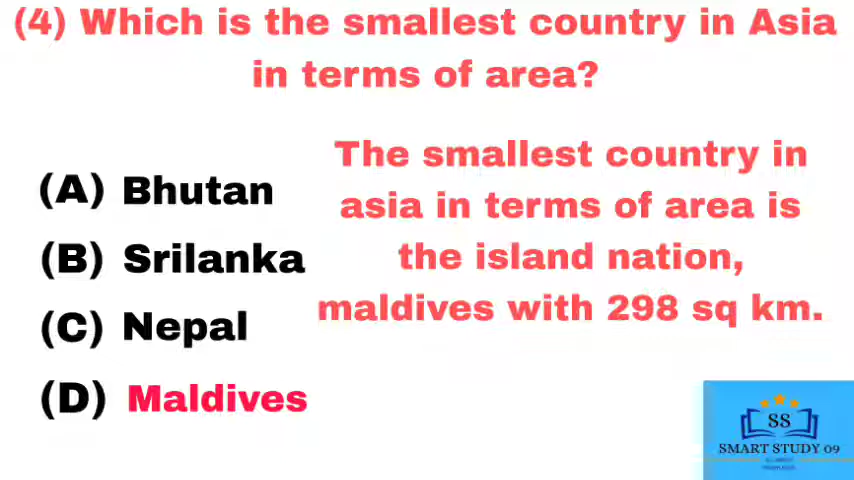 (4) Which is the smallest country in Asia
in terms of area?
(A) Bhutan
(B) Srilanka
(C) Nepal
(D) Maldives
The smallest country in
asia in terms of area is
the island nation,
maldives with 298 sq km.
SS
SMART STUDY 09